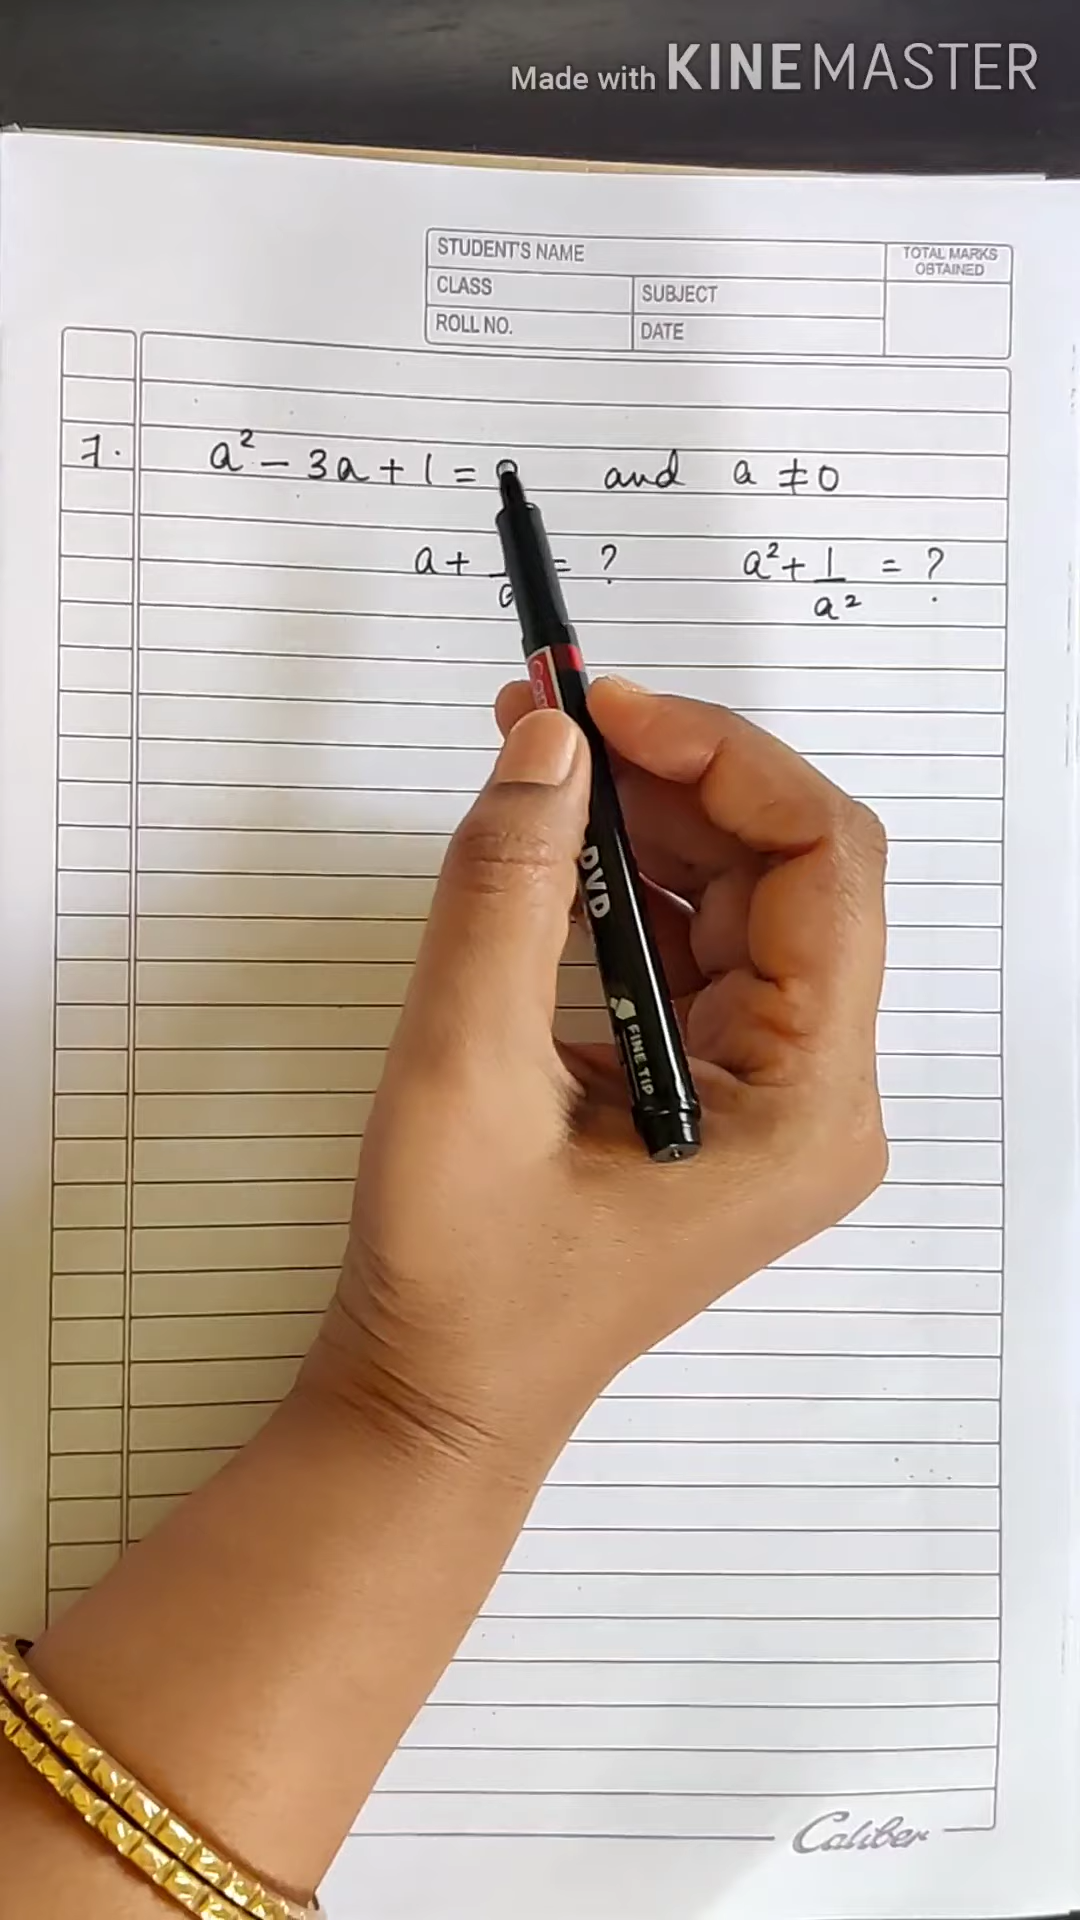 Made with KINEMASTER
STUDENT'S NAME
TOTAL MARKS OBTAINED
CLASS
SUBJECT
ROLL NO.
DATE
7. a² - 3a + 1 = 0 and a ≠ 0
a + = ? a² + 1/a² = ?
DVD
FINE TIP
Caliber